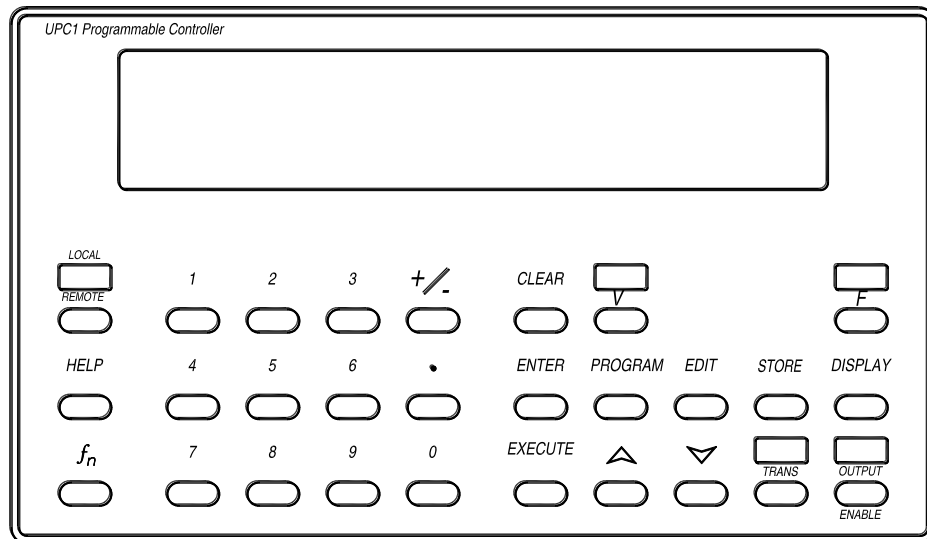 UPC1 Programmable Controller
LOCAL
REMOTE
1 2 3 +/- CLEAR V F
HELP 4 5 6 . ENTER PROGRAM EDIT STORE DISPLAY
fn 7 8 9 0 EXECUTE
TRANS OUTPUT
ENABLE